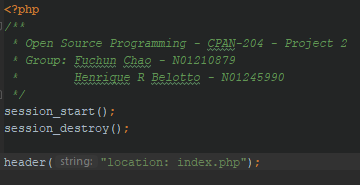 <?php
/**
 * Open Source Programming - CPAN-204 - Project 2
 * Group: Fuchun Chao - N01210879
 *        Henrique R Belotto - N01245990
 */
session_start();
session_destroy();
header( string: "location: index.php");